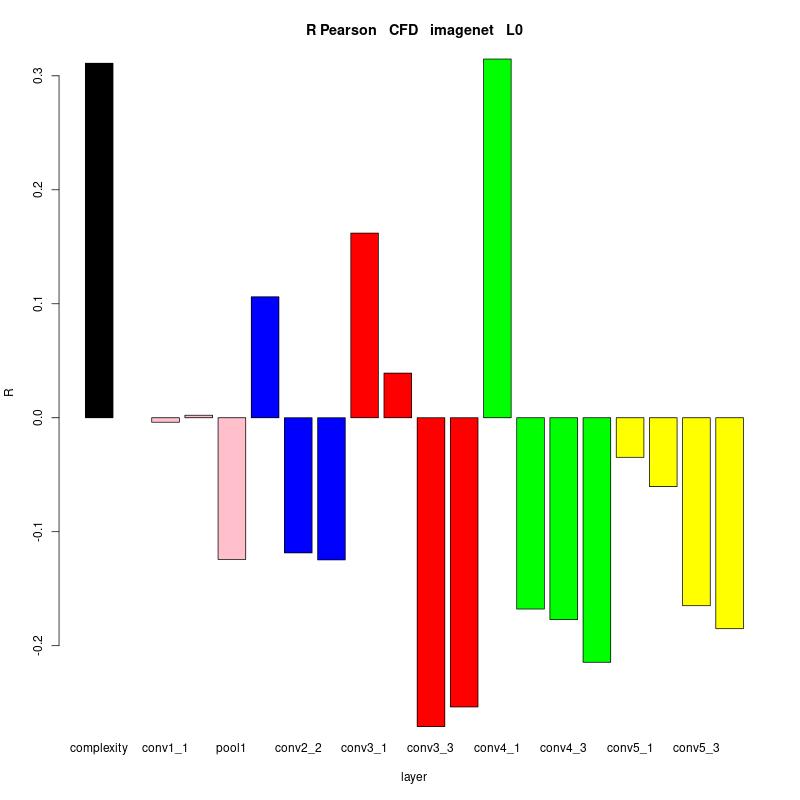 R Pearson CFD imagenet L0
0.3
0.2
0.1
0.0
-0.1
-0.2
R
complexity conv1_1 pool1 conv2_2 conv3_1 conv3_3 conv4_1 conv4_3 conv5_1 conv5_3
layer